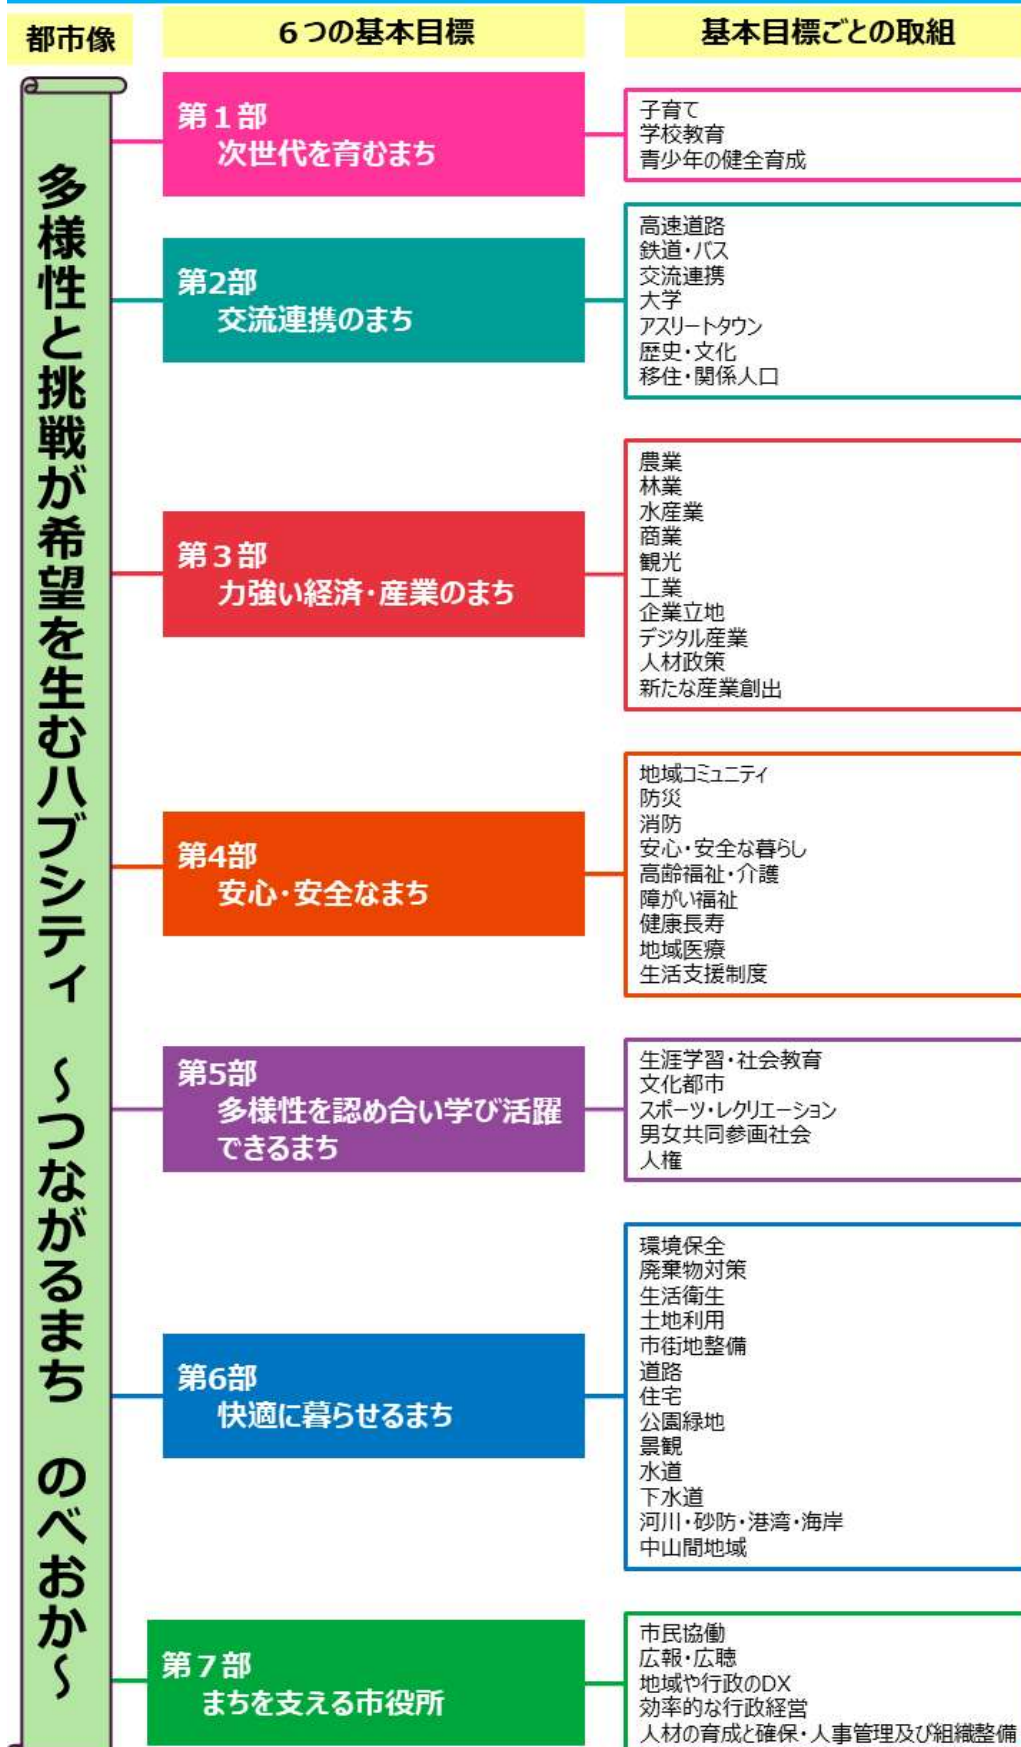 都市像
6つの基本目標
基本目標ごとの取組
多様性と挑戦が希望を生むハブシティ ～つながるまち のべおか～
第1部
次世代を育むまち
子育て
学校教育
青少年の健全育成
第2部
交流連携のまち
高速道路
鉄道・バス
交流連携
大学
アスリートタウン
歴史・文化
移住・関係人口
第3部
力強い経済・産業のまち
農業
林業
水産業
商業
観光
工業
企業立地
デジタル産業
人材政策
新たな産業創出
第4部
安心・安全なまち
地域コミュニティ
防災
消防
安心・安全な暮らし
高齢福祉・介護
障がい福祉
健康長寿
地域医療
生活支援制度
第5部
多様性を認め合い学び活躍
できるまち
生涯学習・社会教育
文化都市
スポーツ・レクリエーション
男女共同参画社会
人権
第6部
快適に暮らせるまち
環境保全
廃棄物対策
生活衛生
土地利用
市街地整備
道路
住宅
公園緑地
景観
水道
下水道
河川・砂防・港湾・海岸
中山間地域
第7部
まちを支える市役所
市民協働
広報・広聴
地域や行政のDX
効率的な行政経営
人材の育成と確保・人事管理及び組織整備